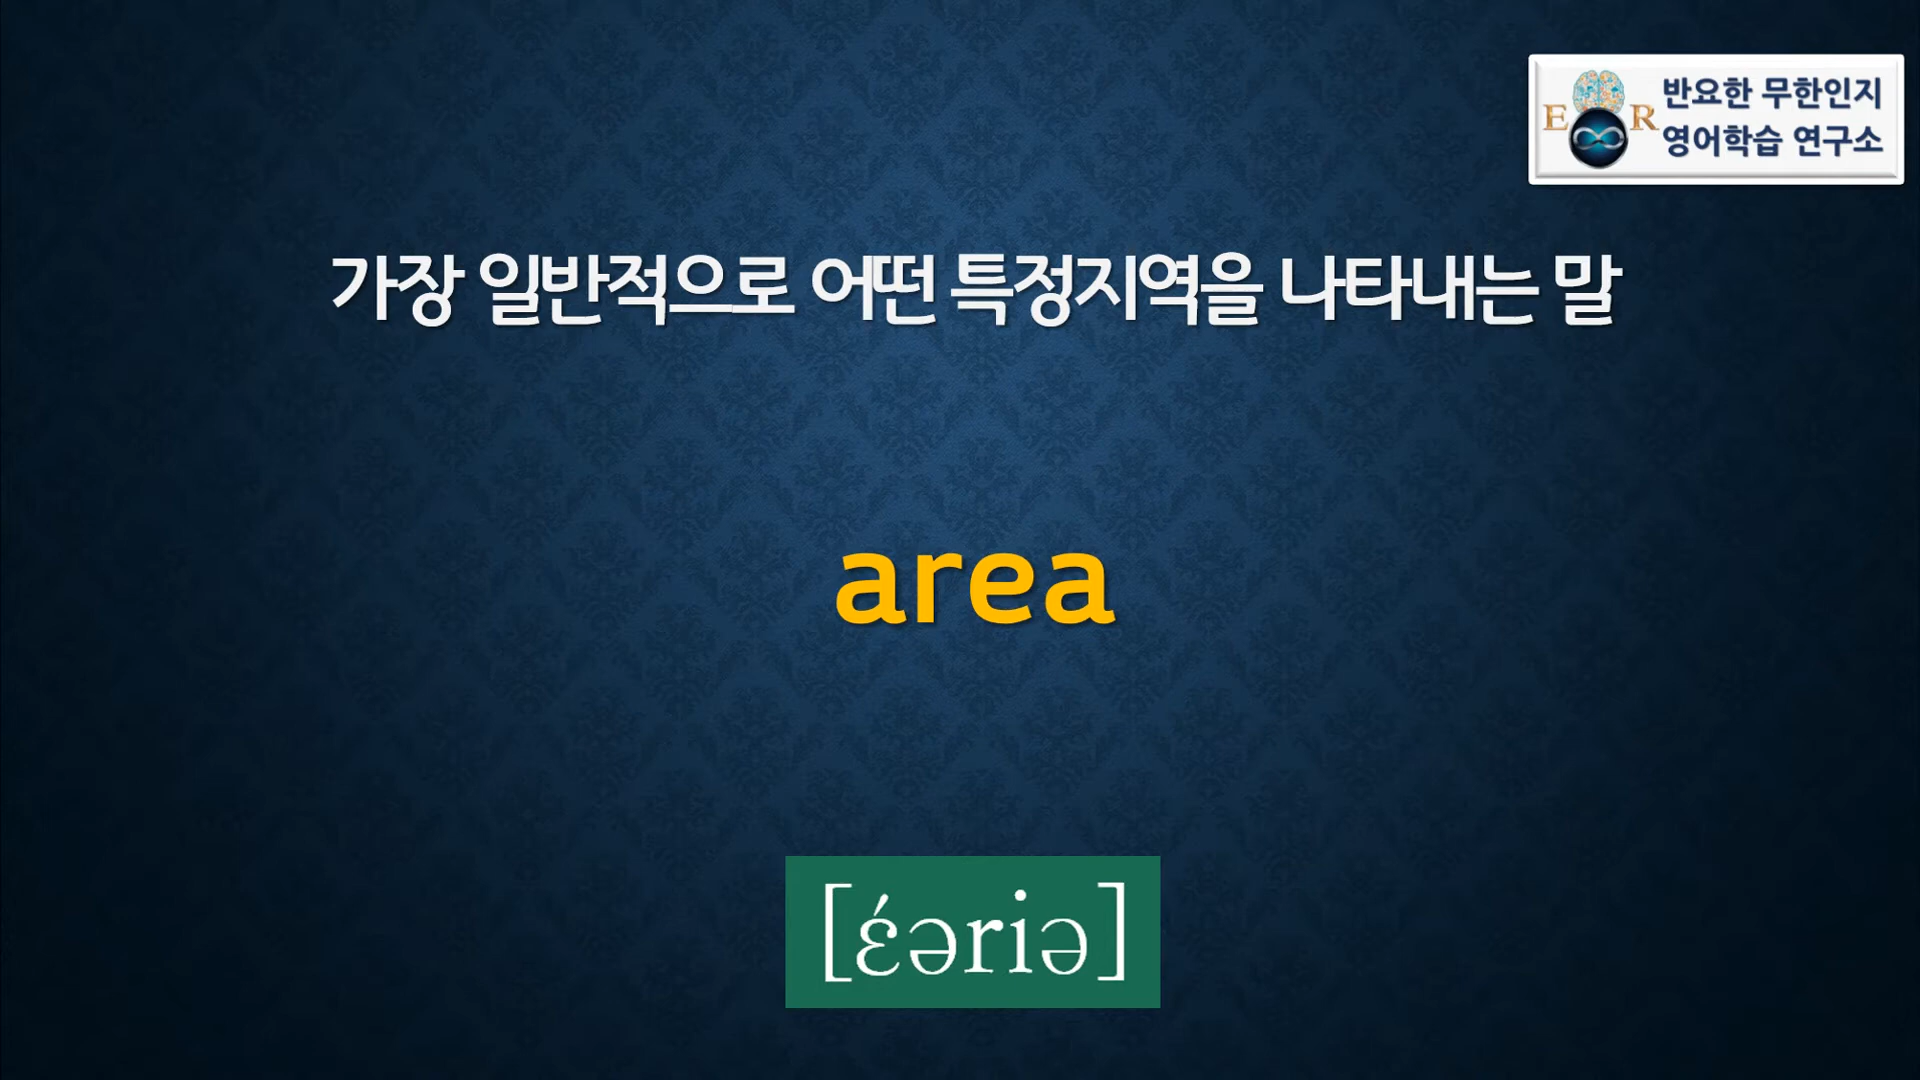 E R 반요한 무한인지
영어학습 연구소
가장 일반적으로 어떤 특정지역을 나타내는 말
area
[έəriə]